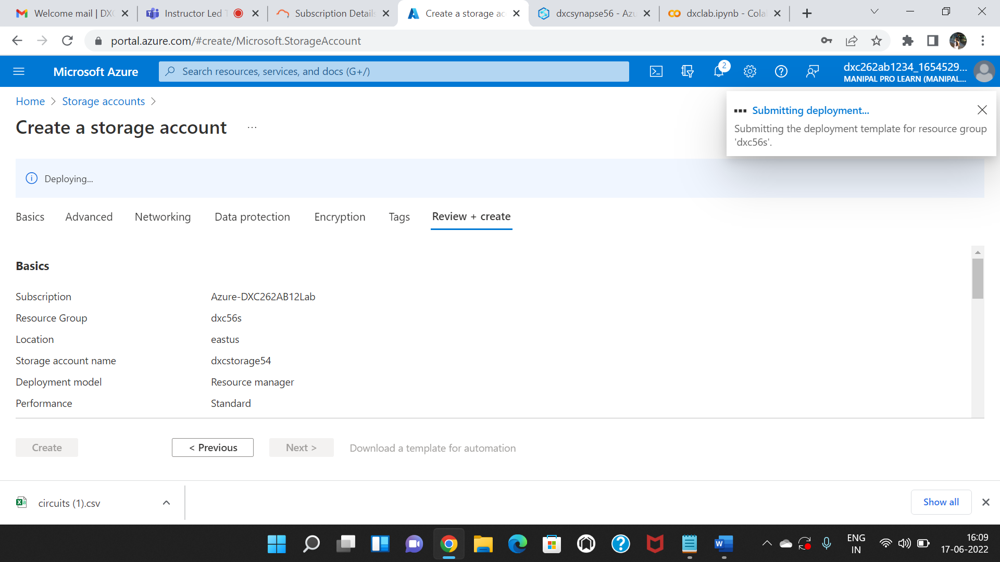 Welcome mail | DX
Instructor Led
Subscription Details
Create a storage ac
dxcsynapse56 - Azu
dxclab.ipynb - Cola
portal.azure.com/#create/Microsoft.StorageAccount
Microsoft Azure
Search resources, services, and docs (G+/)
2
dxc262ab1234_1654529...
MANIPAL PRO LEARN (MANIPAL...
Home > Storage accounts >
Create a storage account ...
Submitting deployment...
Submitting the deployment template for resource group
'dxc56s'.
Deploying...
Basics
Advanced
Networking
Data protection
Encryption
Tags
Review + create
Basics
Subscription Azure-DXC262AB12Lab
Resource Group dxc56s
Location eastus
Storage account name dxcstorage54
Deployment model Resource manager
Performance Standard
Create
< Previous
Next >
Download a template for automation
circuits (1).csv
Show all
ENG
IN
16:09
17-06-2022